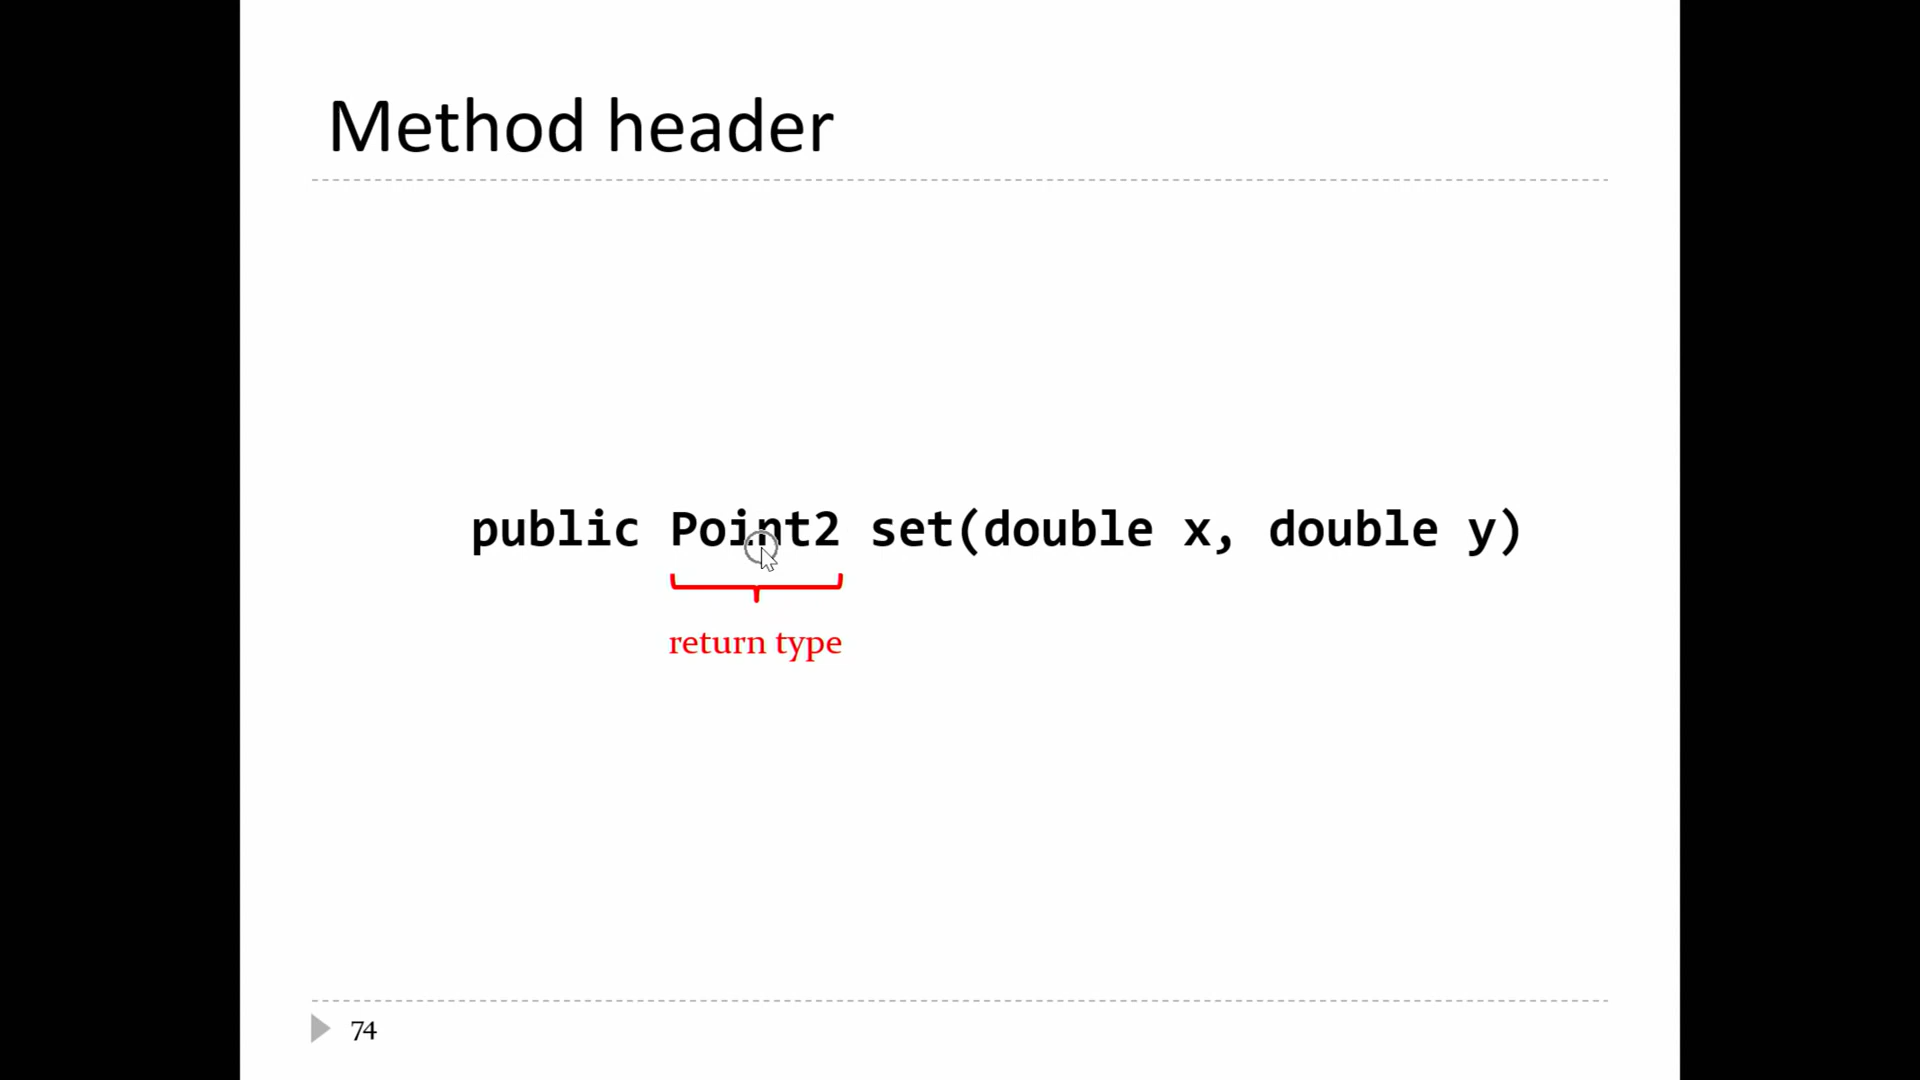 Method header
public Point2 set(double x, double y)
return type
74